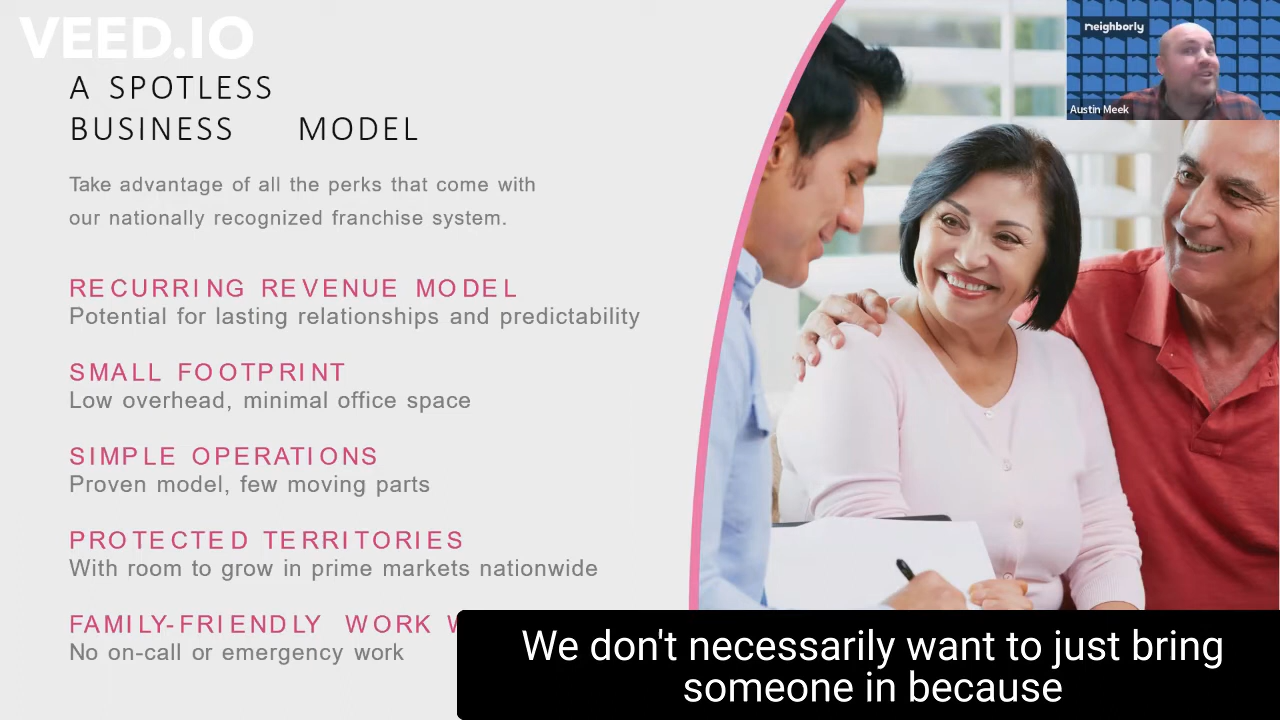 VEED.IO
A SPOTLESS
BUSINESS MODEL
Take advantage of all the perks that come with
our nationally recognized franchise system.
RECURRING REVENUE MODEL
Potential for lasting relationships and predictability
SMALL FOOTPRINT
Low overhead, minimal office space
SIMPLE OPERATIONS
Proven model, few moving parts
PROTECTED TERRITORIES
With room to grow in prime markets nationwide
FAMILY-FRIENDLY WORK
No on-call or emergency work
neighborly
Austin Meek
We don't necessarily want to just bring
someone in because